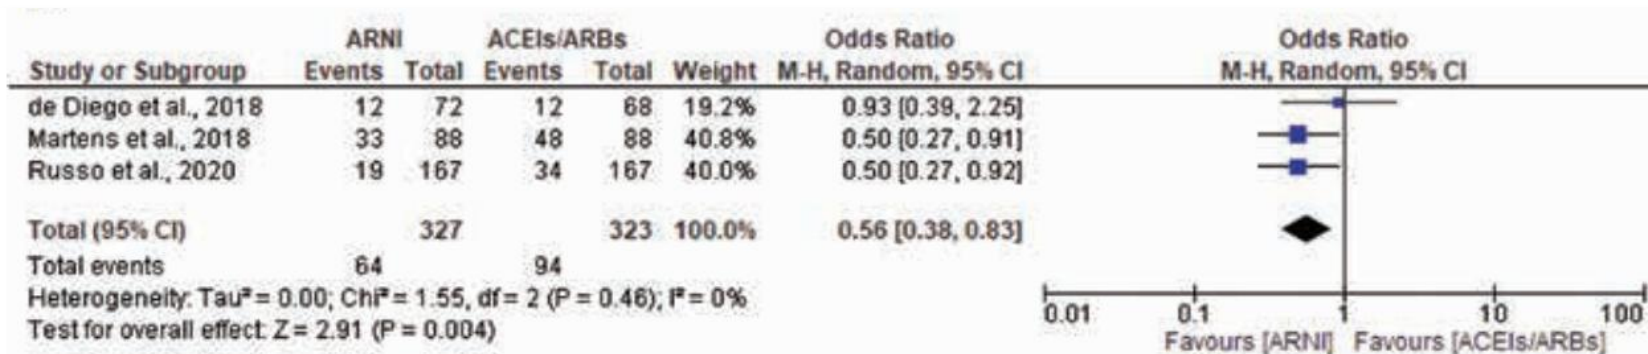 ARNI ACEIs/ARBs Odds Ratio Odds Ratio
Study or Subgroup Events Total Events Total Weight M-H, Random, 95% CI M-H, Random, 95% CI
de Diego et al., 2018 12 72 12 68 19.2% 0.93 [0.39, 2.25]
Martens et al., 2018 33 88 48 88 40.8% 0.50 [0.27, 0.91]
Russo et al., 2020 19 167 34 167 40.0% 0.50 [0.27, 0.92]
Total (95% CI) 327 323 100.0% 0.56 [0.38, 0.83]
Total events 64 94
Heterogeneity: Tau² = 0.00; Chi² = 1.55, df = 2 (P = 0.46); I² = 0%
Test for overall effect: Z = 2.91 (P = 0.004)
0.01 0.1 1 10 100
Favours [ARNI] Favours [ACEIs/ARBs]